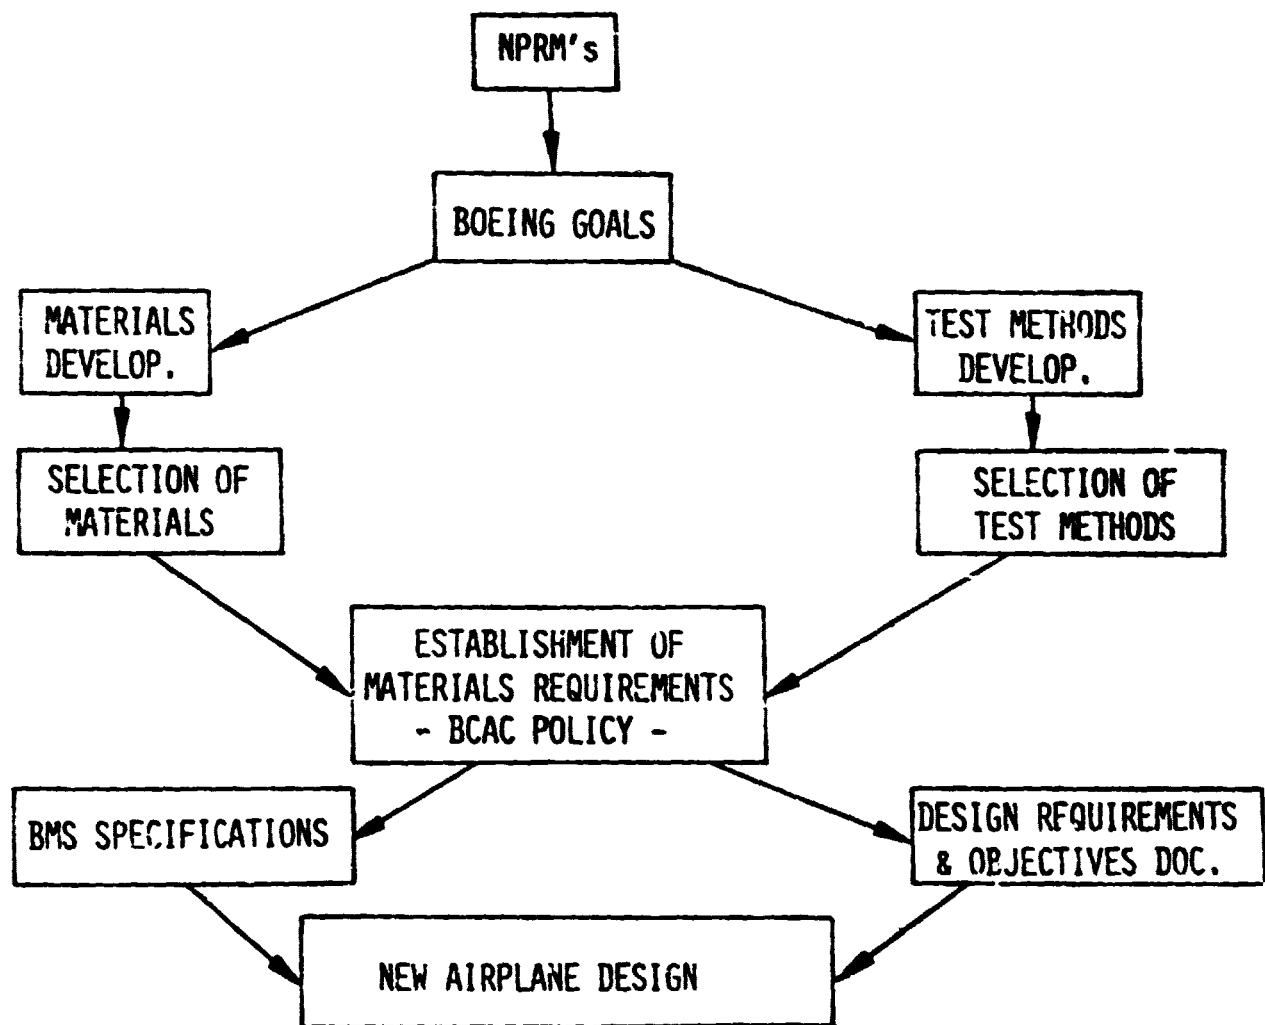 NPRM's
BOEING GOALS
MATERIALS
DEVELOP.
TEST METHODS
DEVELOP.
SELECTION OF
MATERIALS
SELECTION OF
TEST METHODS
ESTABLISHMENT OF
MATERIALS REQUIREMENTS
- BCAC POLICY -
BMS SPECIFICATIONS
DESIGN REQUIREMENTS
& OBJECTIVES DOC.
NEW AIRPLANE DESIGN